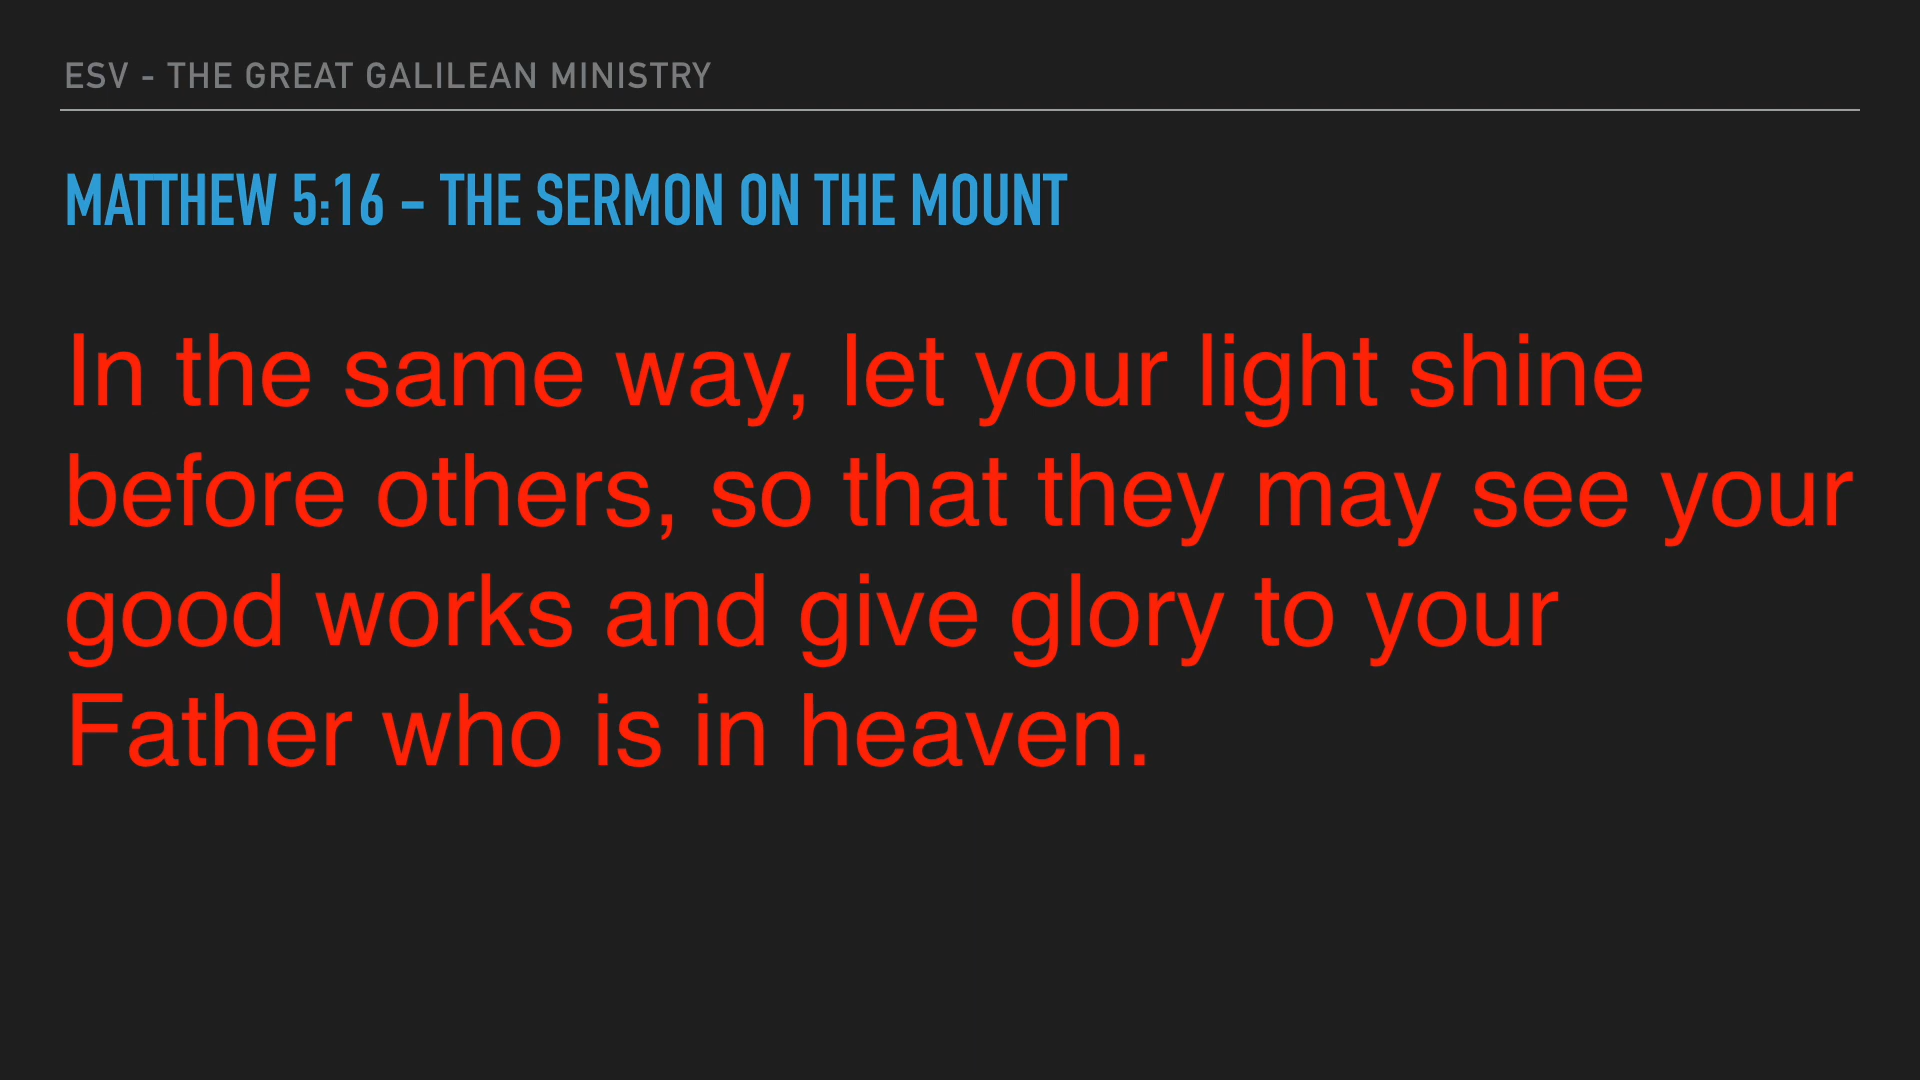 ESV - THE GREAT GALILEAN MINISTRY
MATTHEW 5:16 - THE SERMON ON THE MOUNT
In the same way, let your light shine
before others, so that they may see your
good works and give glory to your
Father who is in heaven.